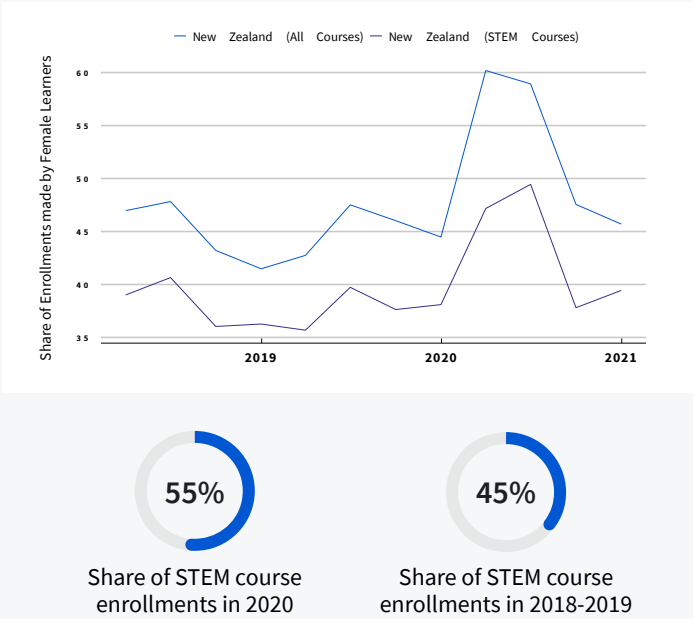 New Zealand (All Courses) New Zealand (STEM Courses)
Share of Enrollments made by Female Learners
60
55
50
45
40
35
2019 2020 2021
55% 45%
Share of STEM course Share of STEM course
enrollments in 2020 enrollments in 2018-2019